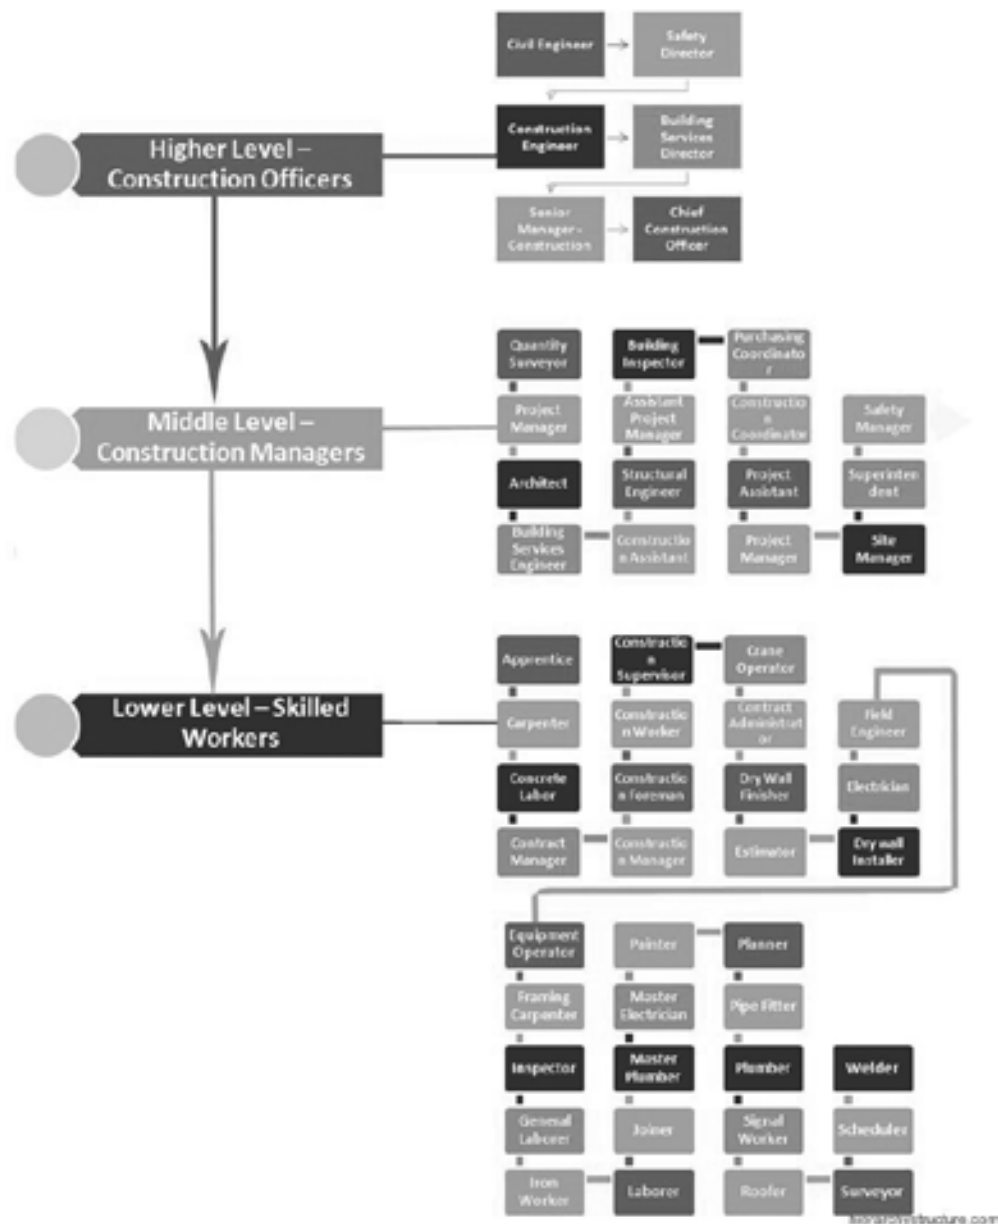 Civil Engineer
Safety
Director
Construction
Engineer
Building
Services
Director
Higher Level –
Construction Officers
Senior
Manager -
Construction
Chief
Construction
Officer
Quantity
Surveyor
Building
Inspector
Purchasing
Coordinato
r
Middle Level –
Construction Managers
Project
Manager
Assistant
Project
Manager
Constructio
n
Coordinator
Safety
Manager
Architect
Structural
Engineer
Project
Assistant
Superinten
dent
Building
Services
Engineer
Constructio
n Assistant
Project
Manager
Site
Manager
Apprentice
Constructio
n
Supervisor
Crane
Operator
Lower Level – Skilled
Workers
Carpenter
Constructio
n Worker
Contract
Administrat
or
Field
Engineer
Concrete
Labor
Constructio
n Foreman
Dry Wall
Finisher
Electrician
Contract
Manager
Constructio
n Manager
Estimator
Dry wall
Installer
Equipment
Operator
Painter
Planner
Framing
Carpenter
Master
Electrician
Pipe Fitter
Inspector
Master
Plumber
Plumber
Welder
General
Laborer
Joiner
Signal
Worker
Scheduler
Iron
Worker
Laborer
Roofer
Surveyor